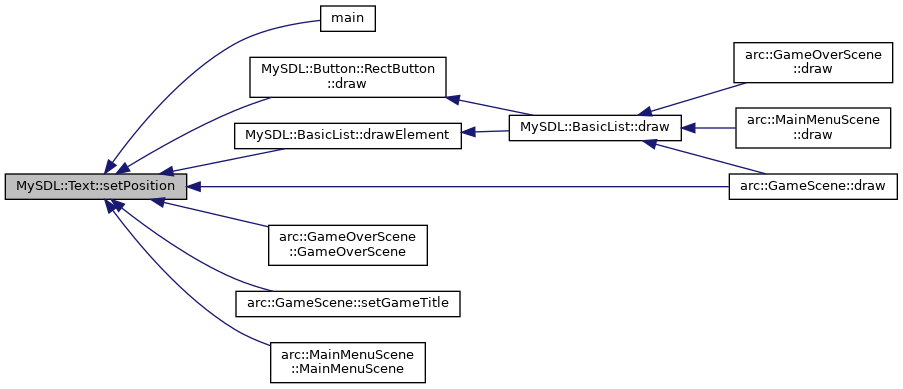 main
MySDL::Button::RectButton
::draw
arc::GameOverScene
::draw
MySDL::BasicList::drawElement
MySDL::BasicList::draw
arc::MainMenuScene
::draw
MySDL::Text::setPosition
arc::GameScene::draw
arc::GameOverScene
::GameOverScene
arc::GameScene::setGameTitle
arc::MainMenuScene
::MainMenuScene